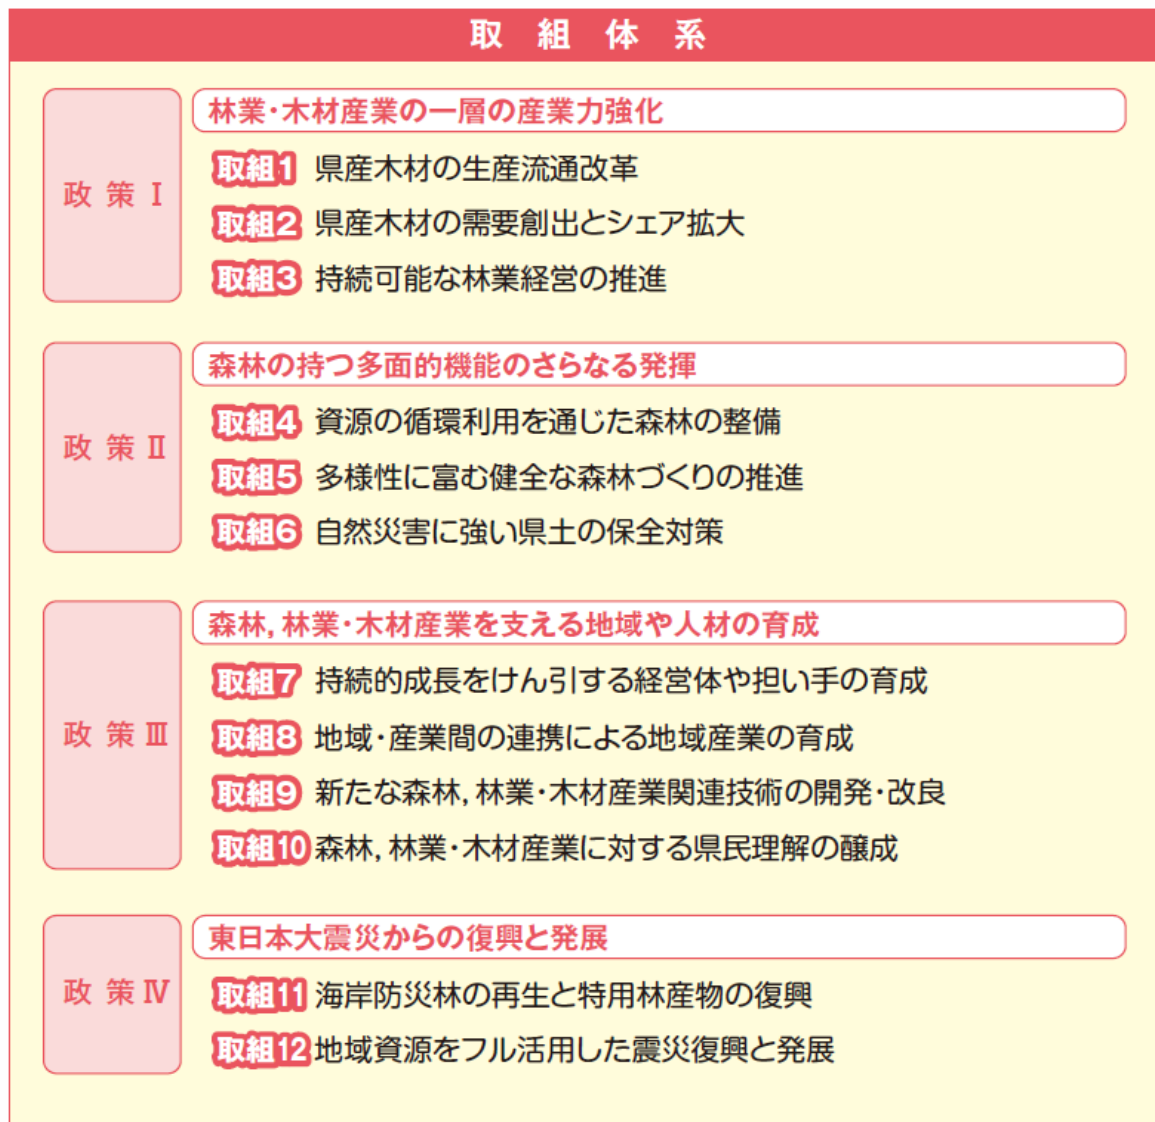 取組体系
政策Ⅰ
林業・木材産業の一層の産業力強化
取組1 県産木材の生産流通改革
取組2 県産木材の需要創出とシェア拡大
取組3 持続可能な林業経営の推進
政策Ⅱ
森林の持つ多面的機能のさらなる発揮
取組4 資源の循環利用を通じた森林の整備
取組5 多様性に富む健全な森林づくりの推進
取組6 自然災害に強い県土の保全対策
政策Ⅲ
森林,林業・木材産業を支える地域や人材の育成
取組7 持続的成長をけん引する経営体や担い手の育成
取組8 地域・産業間の連携による地域産業の育成
取組9 新たな森林,林業・木材産業関連技術の開発・改良
取組10 森林,林業・木材産業に対する県民理解の醸成
政策Ⅳ
東日本大震災からの復興と発展
取組11 海岸防災林の再生と特用林産物の復興
取組12 地域資源をフル活用した震災復興と発展